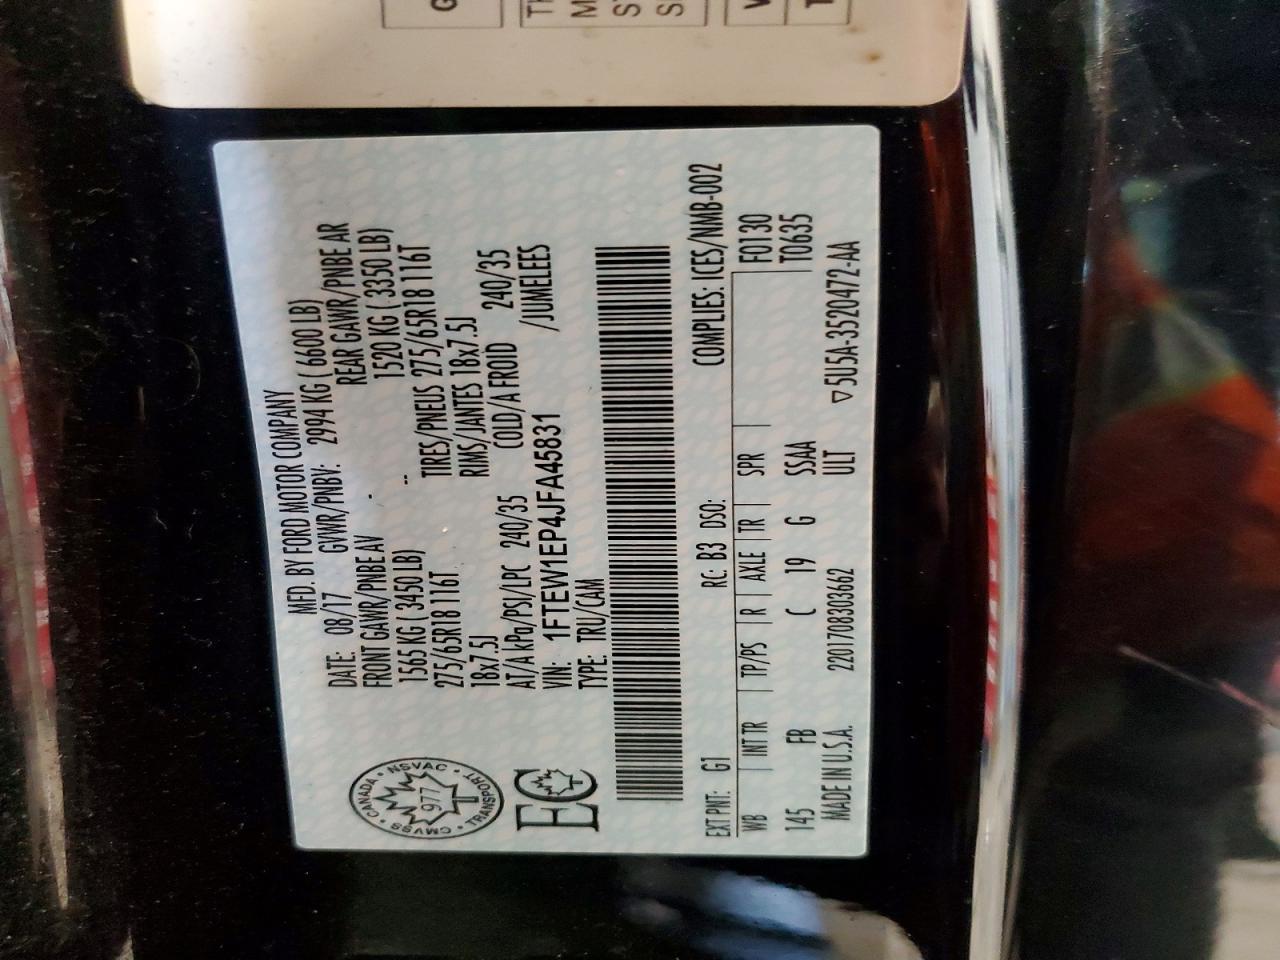 MFD. BY FORD MOTOR COMPANY
DATE: 08/17 GVWR/PNBV: 2994 KG ( 6600 LB)
FRONT GAWR/PNBE AV - REAR GAWR/PNBE AR
1565 KG ( 3450 LB) -- 1520 KG ( 3350 LB)
275/65R18 116T TIRES/PNEUS 275/65R18 116T
18x7.5J RIMS/JANTES 18x7.5J
AT/A kPa/PSI/LPC 240/35 COLD/A FROID 240/35
VIN: 1FTEW1EP4JFA45831 /JUMELEES
TYPE: TRU/CAM
CANADA • NSVAC • TRANSPORT • CMVSS
977
T
EC
RC: B3 DSO: COMPLIES: ICES/NMB-002
EXT PNT: G1 F0130
WB INT TR TP/PS R AXLE TR SPR T0635
145 FB C 19 G SSAA
ULT
MADE IN U.S.A. 2201708303662 ▽5U5A-3520472-AA